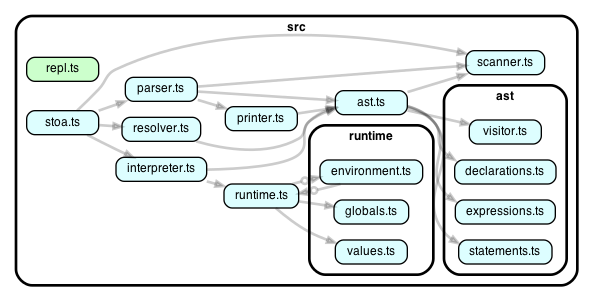 src
repl.ts
scanner.ts
parser.ts
ast.ts
ast
stoa.ts
printer.ts
resolver.ts
visitor.ts
runtime
interpreter.ts
environment.ts
declarations.ts
runtime.ts
globals.ts
expressions.ts
values.ts
statements.ts